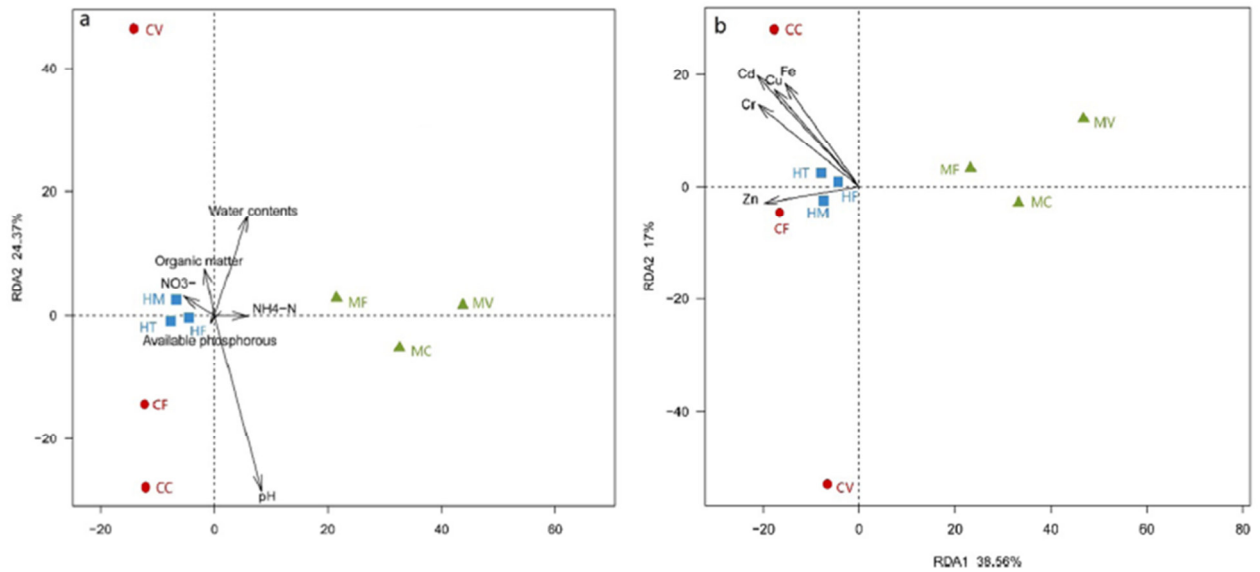 a
CV
40
20
Water contents
Organic matter
NO3−
HM
NH4−N
MF
MV
0
HT
HF
Available phosphorous
MC
CF
−20
CC
pH
−20
0
20
40
60
RDA2 24.37%
b
CC
20
Cd
Cu
Fe
Cr
MV
HT
MF
0
HF
Zn
MC
HM
CF
−20
−40
CV
−20
0
20
40
60
80
RDA2 17%
RDA1 38.56%